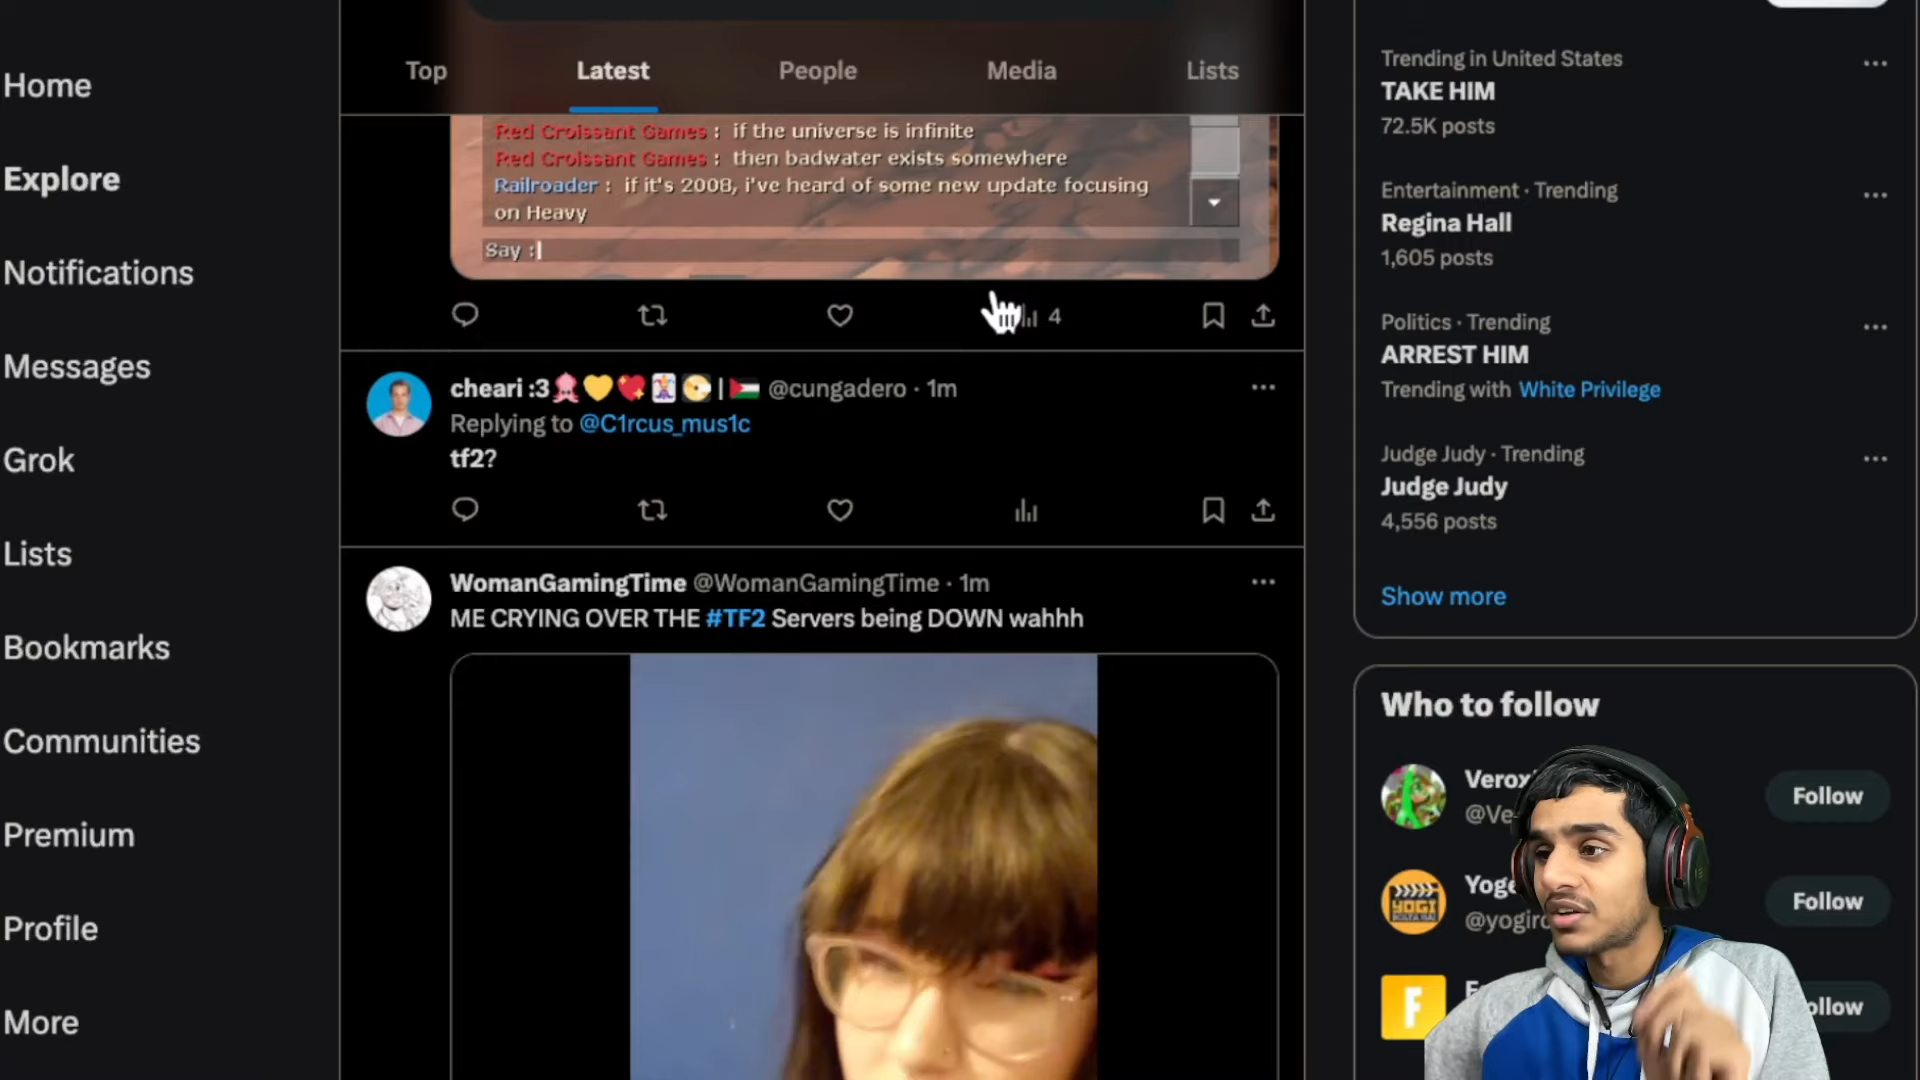 Home
Explore
Notifications
Messages
Grok
Lists
Bookmarks
Communities
Premium
Profile
More
Top
Latest
People
Media
Lists
Red Croissant Games : if the universe is infinite
Red Croissant Games : then badwater exists somewhere
Railroader : if it's 2008, i've heard of some new update focusing
on Heavy
Say :
4
cheari :3🦑💛💖🃏📀 | 🇵🇸 @cungadero · 1m
Replying to @C1rcus_mus1c
tf2?
WomanGamingTime @WomanGamingTime · 1m
ME CRYING OVER THE #TF2 Servers being DOWN wahhh
Trending in United States
TAKE HIM
72.5K posts
Entertainment · Trending
Regina Hall
1,605 posts
Politics · Trending
ARREST HIM
Trending with White Privilege
Judge Judy · Trending
Judge Judy
4,556 posts
Show more
Who to follow
Follow
YOGI
Follow
F